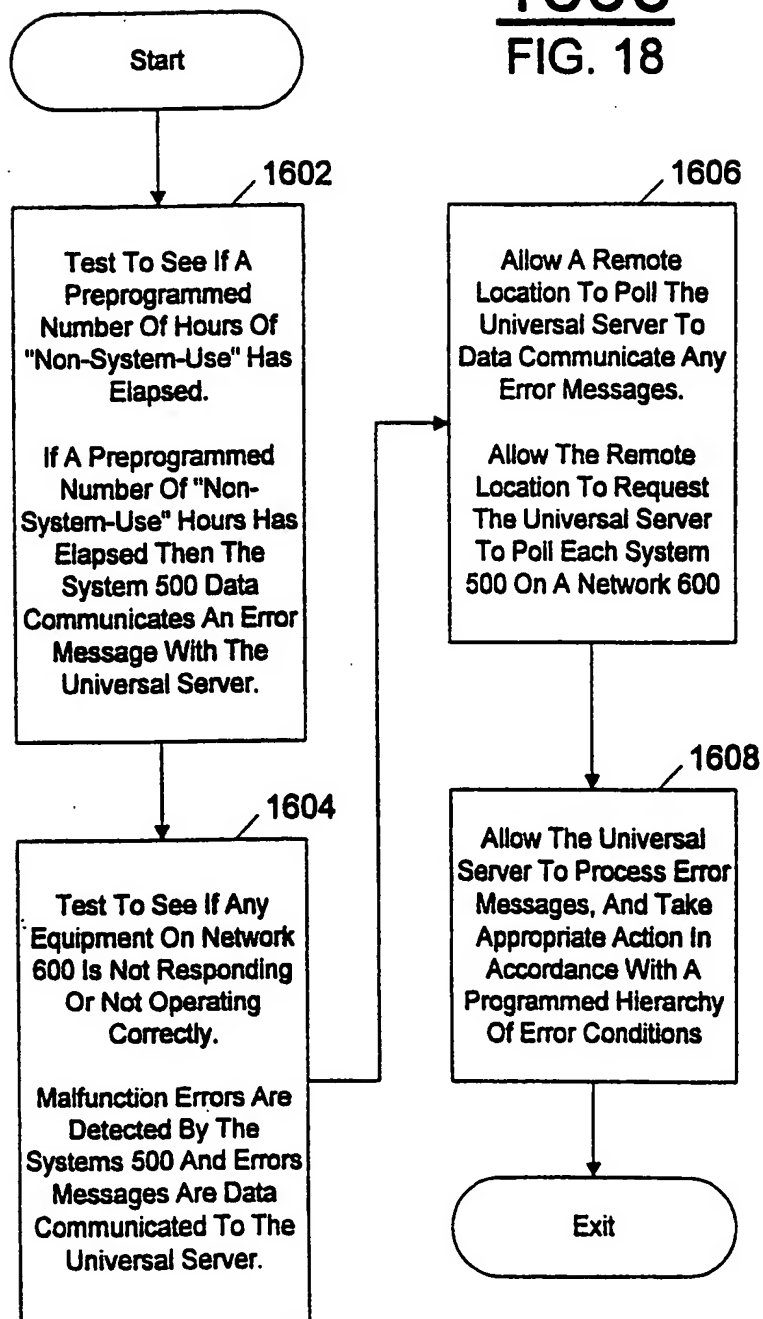 FIG. 18
Start
1602
Test To See If A
Preprogrammed
Number Of Hours Of
"Non-System-Use" Has
Elapsed.
If A Preprogrammed
Number Of "Non-
System-Use" Hours Has
Elapsed Then The
System 500 Data
Communicates An Error
Message With The
Universal Server.
1604
Test To See If Any
Equipment On Network
600 Is Not Responding
Or Not Operating
Correctly.
Malfunction Errors Are
Detected By The
Systems 500 And Errors
Messages Are Data
Communicated To The
Universal Server.
1606
Allow A Remote
Location To Poll The
Universal Server To
Data Communicate Any
Error Messages.
Allow The Remote
Location To Request
The Universal Server
To Poll Each System
500 On A Network 600
1608
Allow The Universal
Server To Process Error
Messages, And Take
Appropriate Action In
Accordance With A
Programmed Hierarchy
Of Error Conditions
Exit